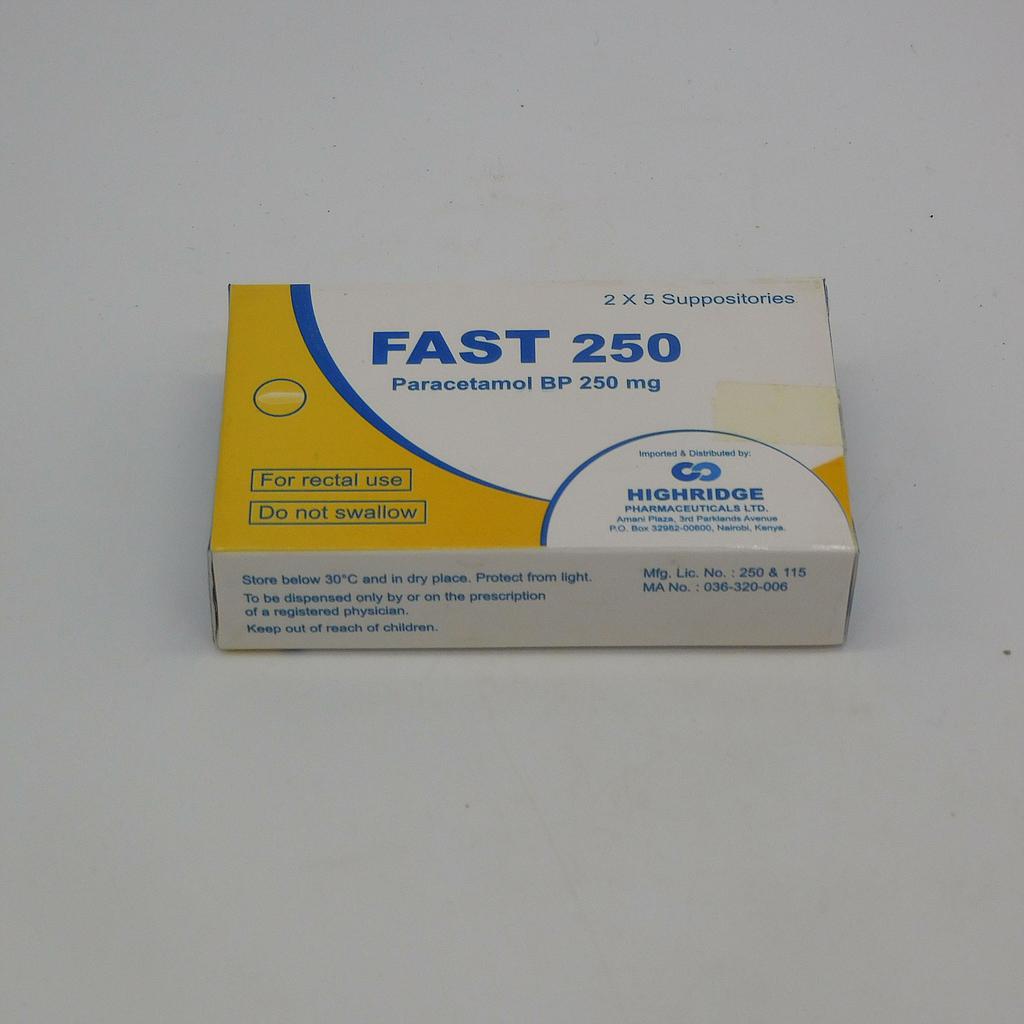 2 X 5 Suppositories
FAST 250
Paracetamol BP 250 mg
For rectal use
Do not swallow
Imported & Distributed by:
HIGHRIDGE
PHARMACEUTICALS LTD.
Amani Plaza, 3rd Parklands Avenue
P.O. Box 32982-00600, Nairobi, Kenya.
Store below 30°C and in dry place. Protect from light.
To be dispensed only by or on the prescription
of a registered physician.
Keep out of reach of children.
Mfg. Lic. No. : 250 & 115
MA No. : 036-320-006